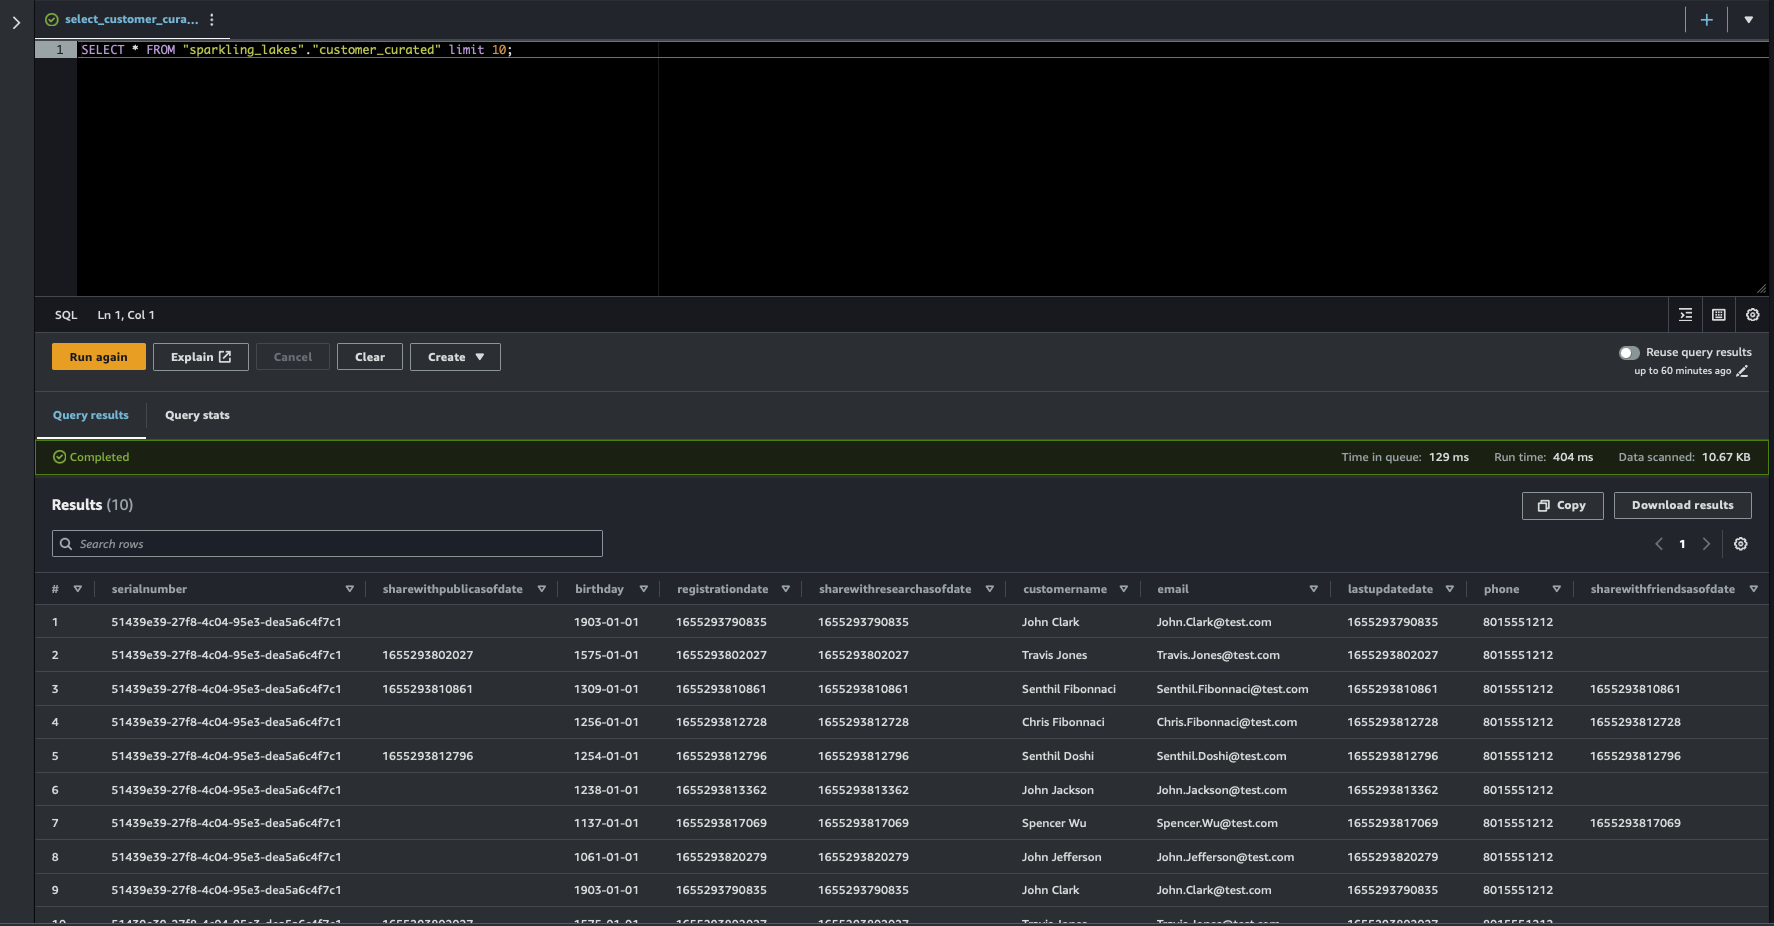 select_customer_cura...
1 SELECT * FROM "sparkling_lakes"."customer_curated" limit 10;
SQL Ln 1, Col 1
Run again Explain Cancel Clear Create Reuse query results
up to 60 minutes ago
Query results Query stats
Completed Time in queue: 129 ms Run time: 404 ms Data scanned: 10.67 KB
Results (10) Copy Download results
Search rows 1
# serialnumber sharewithpublicasofdate birthday registrationdate sharewithresearchasofdate customername email lastupdatedate phone sharewithfriendsasofdate
1 51439e39-27f8-4c04-95e3-dea5a6c4f7c1 1903-01-01 1655293790835 1655293790835 John Clark John.Clark@test.com 1655293790835 8015551212
2 51439e39-27f8-4c04-95e3-dea5a6c4f7c1 1655293802027 1575-01-01 1655293802027 1655293802027 Travis Jones Travis.Jones@test.com 1655293802027 8015551212
3 51439e39-27f8-4c04-95e3-dea5a6c4f7c1 1655293810861 1309-01-01 1655293810861 1655293810861 Senthil Fibonnaci Senthil.Fibonnaci@test.com 1655293810861 8015551212 1655293810861
4 51439e39-27f8-4c04-95e3-dea5a6c4f7c1 1256-01-01 1655293812728 1655293812728 Chris Fibonnaci Chris.Fibonnaci@test.com 1655293812728 8015551212 1655293812728
5 51439e39-27f8-4c04-95e3-dea5a6c4f7c1 1655293812796 1254-01-01 1655293812796 1655293812796 Senthil Doshi Senthil.Doshi@test.com 1655293812796 8015551212 1655293812796
6 51439e39-27f8-4c04-95e3-dea5a6c4f7c1 1238-01-01 1655293813362 1655293813362 John Jackson John.Jackson@test.com 1655293813362 8015551212
7 51439e39-27f8-4c04-95e3-dea5a6c4f7c1 1137-01-01 1655293817069 1655293817069 Spencer Wu Spencer.Wu@test.com 1655293817069 8015551212 1655293817069
8 51439e39-27f8-4c04-95e3-dea5a6c4f7c1 1061-01-01 1655293820279 1655293820279 John Jefferson John.Jefferson@test.com 1655293820279 8015551212
9 51439e39-27f8-4c04-95e3-dea5a6c4f7c1 1903-01-01 1655293790835 1655293790835 John Clark John.Clark@test.com 1655293790835 8015551212